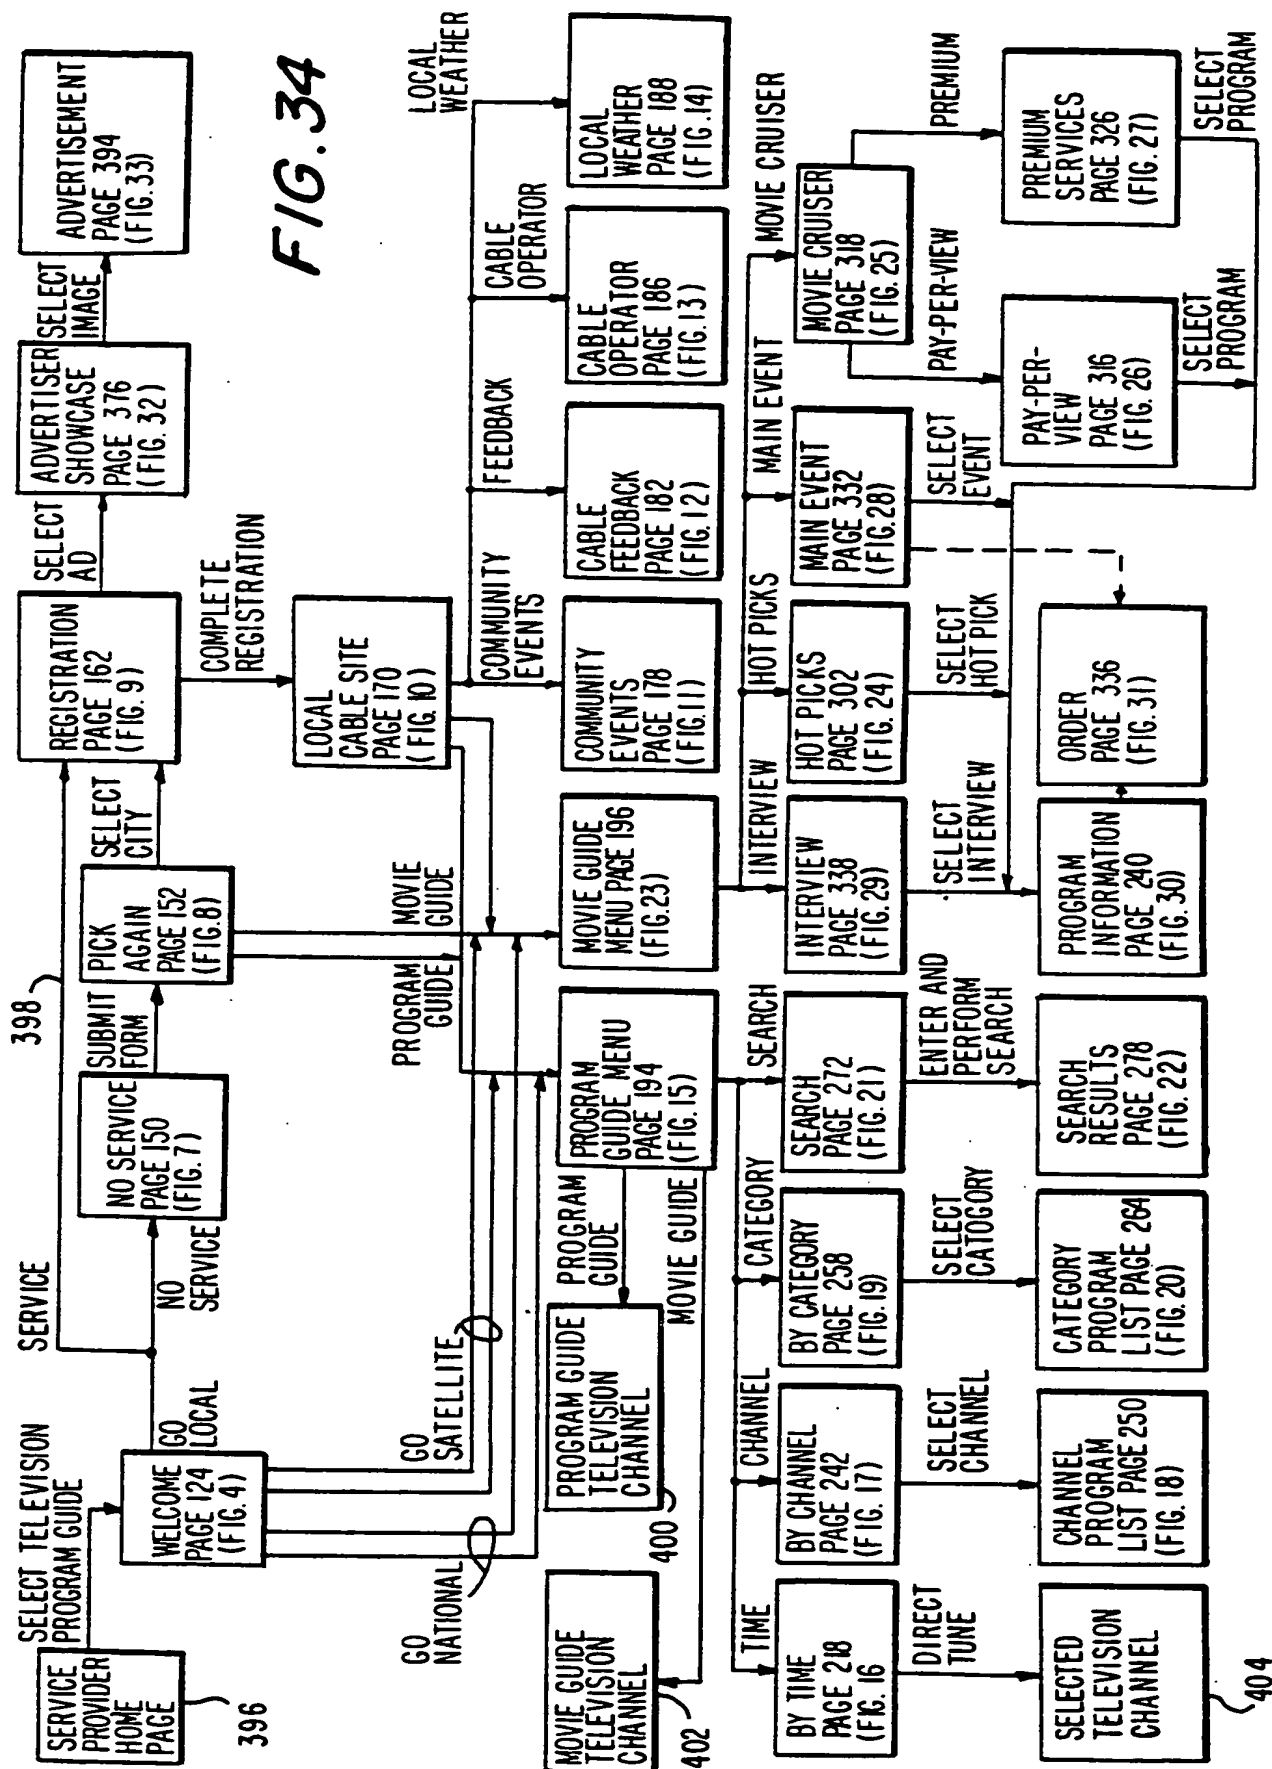 FIG. 34
SELECT TELEVISION
PROGRAM GUIDE
SERVICE
PROVIDER
HOME
PAGE
396
WELCOME
PAGE 124
(FIG. 4)
GO LOCAL
SERVICE
398
NO
SERVICE
NO SERVICE
PAGE 150
(FIG. 7)
SUBMIT
FORM
PICK
AGAIN
PAGE 152
(FIG. 8)
SELECT
CITY
REGISTRATION
PAGE 162
(FIG. 9)
SELECT
AD
ADVERTISER
SHOWCASE
PAGE 376
(FIG. 32)
SELECT
IMAGE
ADVERTISEMENT
PAGE 394
(FIG. 33)
COMPLETE
REGISTRATION
LOCAL
CABLE SITE
PAGE 170
(FIG. 10)
GO
NATIONAL
GO
SATELLITE
PROGRAM
GUIDE
MOVIE
GUIDE
COMMUNITY
EVENTS
FEEDBACK
CABLE
OPERATOR
LOCAL
WEATHER
MOVIE GUIDE
TELEVISION
CHANNEL
402
PROGRAM GUIDE
TELEVISION
CHANNEL
400
PROGRAM
GUIDE
MOVIE GUIDE
PROGRAM
GUIDE MENU
PAGE 194
(FIG. 15)
MOVIE GUIDE
MENU PAGE 196
(FIG. 23)
COMMUNITY
EVENTS
PAGE 178
(FIG. 11)
CABLE
FEEDBACK
PAGE 182
(FIG. 12)
CABLE
OPERATOR
PAGE 186
(FIG. 13)
LOCAL
WEATHER
PAGE 188
(FIG. 14)
TIME
CHANNEL
CATEGORY
SEARCH
INTERVIEW
HOT PICKS
MAIN EVENT
MOVIE CRUISER
BY TIME
PAGE 218
(FIG. 16
BY CHANNEL
PAGE 242
(FIG. 17)
BY CATEGORY
PAGE 258
(FIG. 19)
SEARCH
PAGE 272
(FIG. 21)
INTERVIEW
PAGE 338
(FIG. 29)
HOT PICKS
PAGE 302
(FIG. 24)
MAIN EVENT
PAGE 332
(FIG. 28)
MOVIE CRUISER
PAGE 318
(FIG. 25)
PAY-PER-VIEW
PREMIUM
DIRECT
TUNE
SELECT
CHANNEL
SELECT
CATOGORY
ENTER AND
PERFORM
SEARCH
SELECT
INTERVIEW
SELECT
HOT PICK
SELECT
EVENT
PAY-PER-
VIEW
PAGE 316
(FIG. 26)
PREMIUM
SERVICES
PAGE 326
(FIG. 27)
SELECT
PROGRAM
SELECT
PROGRAM
SELECTED
TELEVISION
CHANNEL
404
CHANNEL
PROGRAM
LIST PAGE 250
(FIG. 18)
CATEGORY
PROGRAM
LIST PAGE 264
(FIG. 20)
SEARCH
RESULTS
PAGE 278
(FIG. 22)
PROGRAM
INFORMATION
PAGE 240
(FIG. 30)
ORDER
PAGE 336
(FIG. 31)